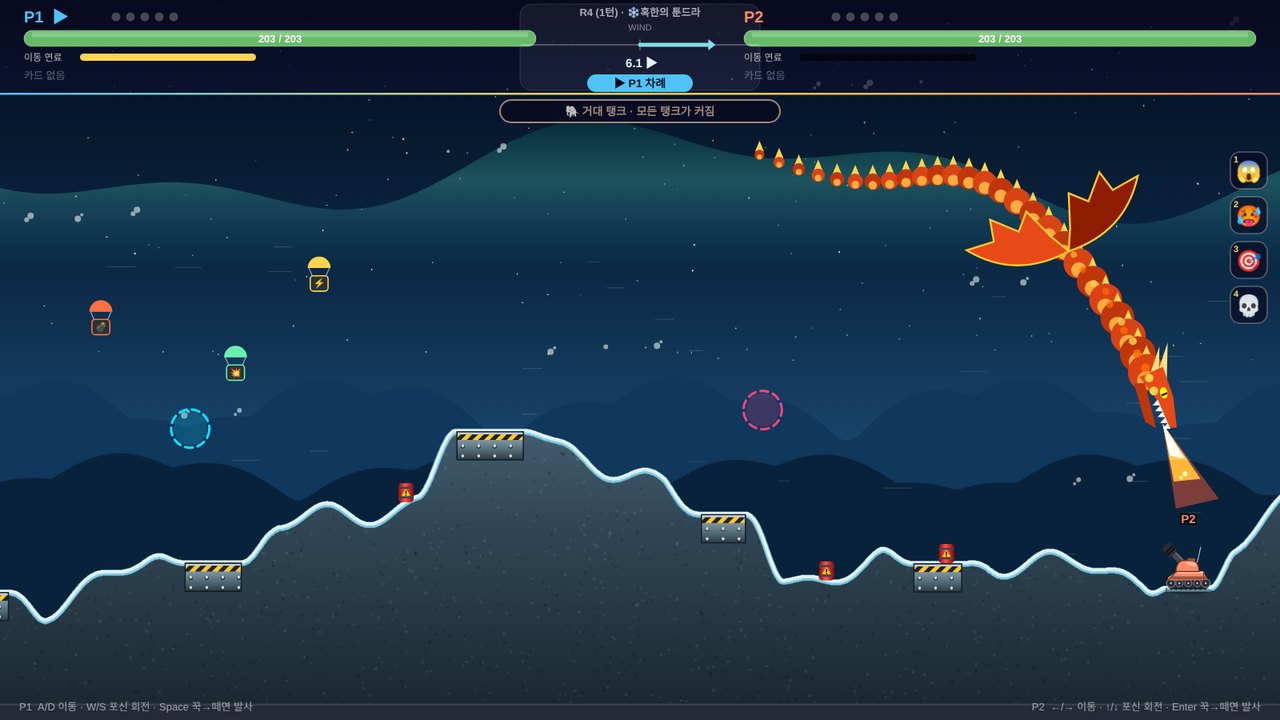 P1 ▶
R4 (1턴) · ❄️혹한의 툰드라
P2
WIND
203 / 203
203 / 203
이동 연료
이동 연료
6.1 ▶
카드 없음
카드 없음
▶ P1 차례
🐘 거대 탱크 · 모든 탱크가 커짐
1
2
3
4
P2
P1 A/D 이동 · W/S 포신 회전 · Space 꾹→떼면 발사
P2 ←/→ 이동 · ↑/↓ 포신 회전 · Enter 꾹→떼면 발사